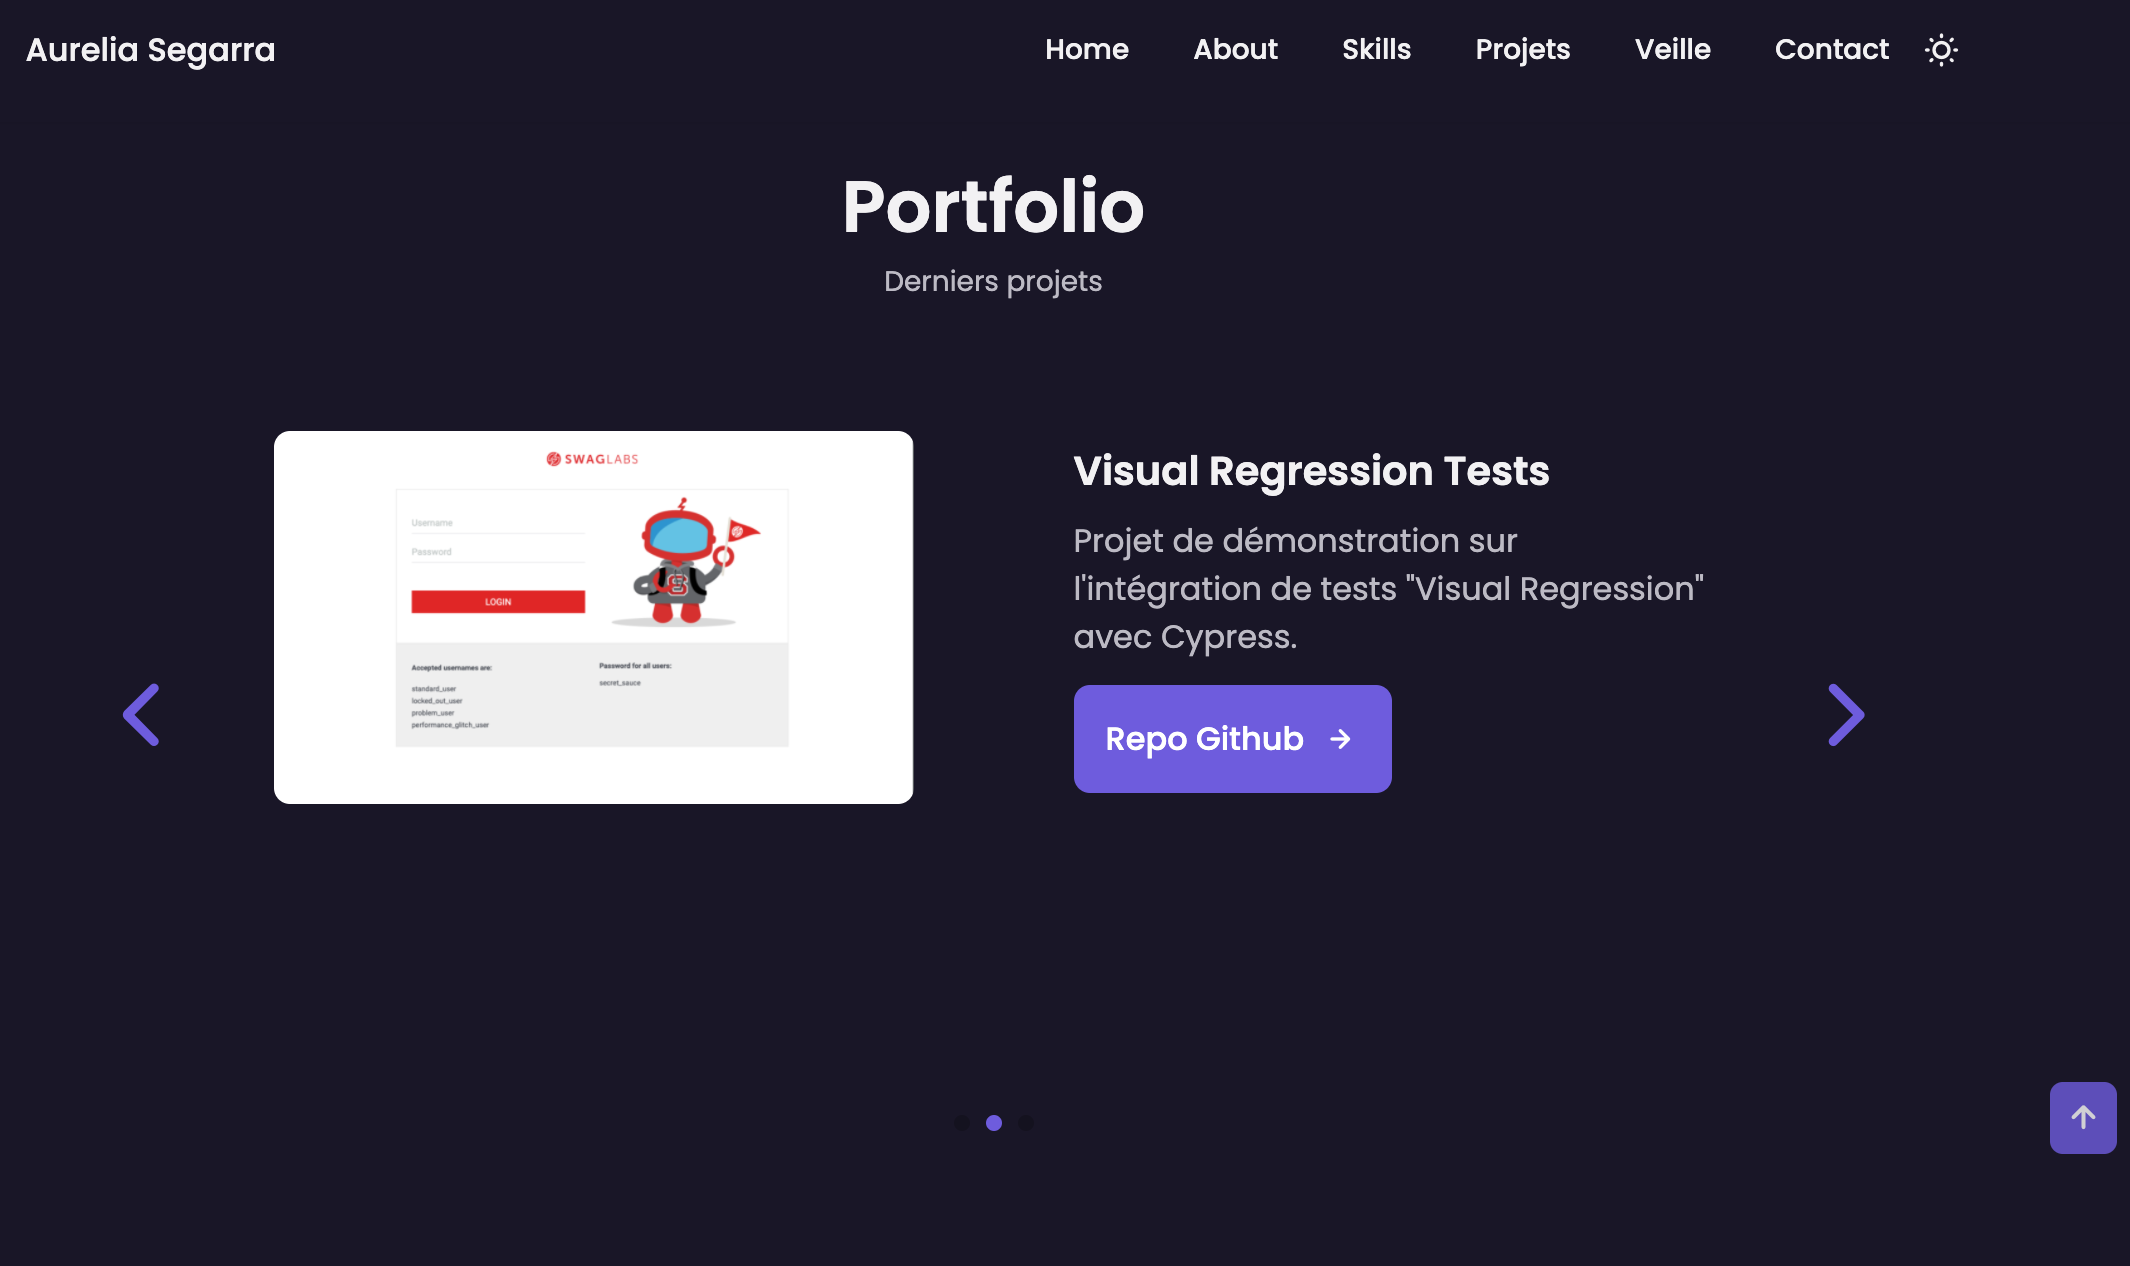 Aurelia Segarra
Home About Skills Projets Veille Contact
Portfolio
Derniers projets
SWAGLABS
Username
Password
LOGIN
Accepted usernames are:
standard_user
locked_out_user
problem_user
performance_glitch_user
Password for all users:
secret_sauce
Visual Regression Tests
Projet de démonstration sur
l'intégration de tests "Visual Regression"
avec Cypress.
Repo Github